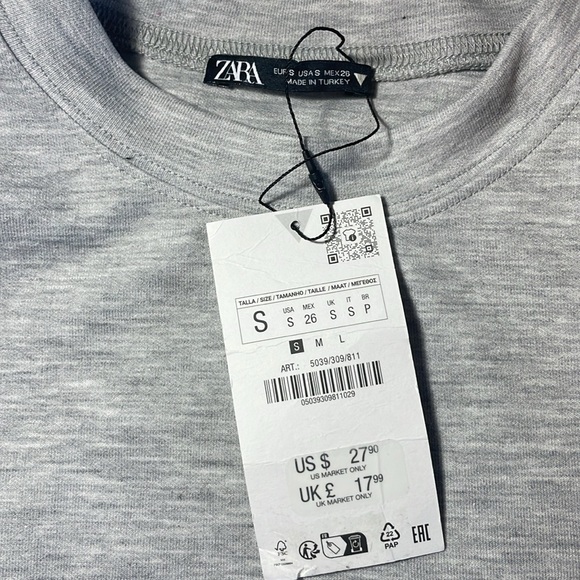 ZARA
EUR S USA S MEX 26
MADE IN TURKEY
TALLA / SIZE / TAMANHO / TAILLE / MAAT / ΜΕΓΕΘΟΣ
S
USA MEX UK IT BR
S 26 S S P
S M L
ART.: 5039/309/811
05039309811029
US $ 27.90
US MARKET ONLY
UK £ 17.99
UK MARKET ONLY
FSC
22
PAP
EAC